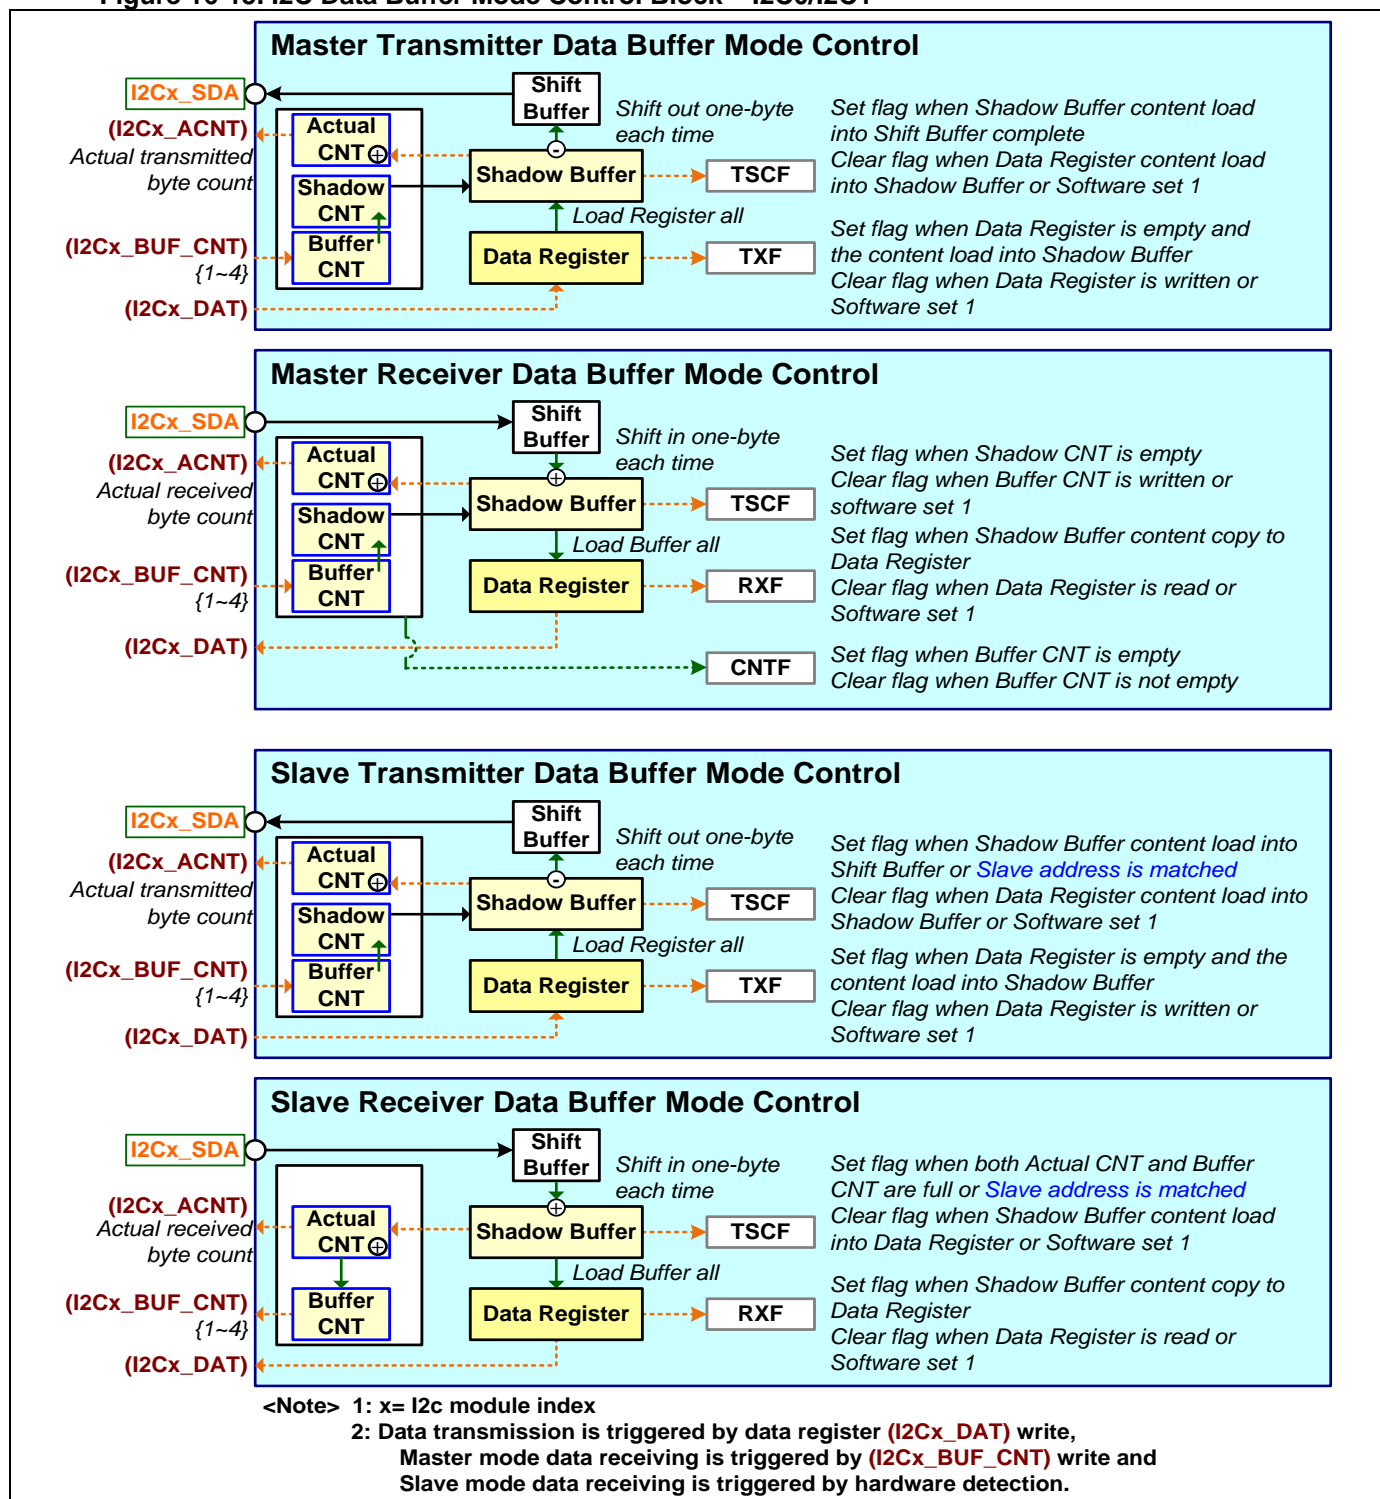 Master Transmitter Data Buffer Mode Control
I2Cx_SDA
Shift
Buffer
Shift out one-byte
each time
Set flag when Shadow Buffer content load
into Shift Buffer complete
Clear flag when Data Register content load
into Shadow Buffer or Software set 1
(I2Cx_ACNT)
Actual transmitted
byte count
Actual
CNT +
-
Shadow Buffer
TSCF
Shadow
CNT
Load Register all
(I2Cx_BUF_CNT)
{1~4}
Buffer
CNT
Data Register
TXF
Set flag when Data Register is empty and
the content load into Shadow Buffer
Clear flag when Data Register is written or
Software set 1
(I2Cx_DAT)
Master Receiver Data Buffer Mode Control
I2Cx_SDA
Shift
Buffer
Shift in one-byte
each time
(I2Cx_ACNT)
Actual received
byte count
Actual
CNT +
+
Shadow Buffer
TSCF
Set flag when Shadow CNT is empty
Clear flag when Buffer CNT is written or
software set 1
Shadow
CNT
Load Buffer all
(I2Cx_BUF_CNT)
{1~4}
Buffer
CNT
Data Register
RXF
Set flag when Shadow Buffer content copy to
Data Register
Clear flag when Data Register is read or
Software set 1
(I2Cx_DAT)
CNTF
Set flag when Buffer CNT is empty
Clear flag when Buffer CNT is not empty
Slave Transmitter Data Buffer Mode Control
I2Cx_SDA
Shift
Buffer
Shift out one-byte
each time
Set flag when Shadow Buffer content load into
Shift Buffer or Slave address is matched
Clear flag when Data Register content load into
Shadow Buffer or Software set 1
(I2Cx_ACNT)
Actual transmitted
byte count
Actual
CNT +
-
Shadow Buffer
TSCF
Shadow
CNT
Load Register all
(I2Cx_BUF_CNT)
{1~4}
Buffer
CNT
Data Register
TXF
Set flag when Data Register is empty and the
content load into Shadow Buffer
Clear flag when Data Register is written or
Software set 1
(I2Cx_DAT)
Slave Receiver Data Buffer Mode Control
I2Cx_SDA
Shift
Buffer
Shift in one-byte
each time
Set flag when both Actual CNT and Buffer
CNT are full or Slave address is matched
Clear flag when Shadow Buffer content load
into Data Register or Software set 1
(I2Cx_ACNT)
Actual received
byte count
Actual
CNT +
+
Shadow Buffer
TSCF
Load Buffer all
(I2Cx_BUF_CNT)
{1~4}
Buffer
CNT
Data Register
RXF
Set flag when Shadow Buffer content copy to
Data Register
Clear flag when Data Register is read or
Software set 1
(I2Cx_DAT)
<Note> 1: x= I2c module index
2: Data transmission is triggered by data register (I2Cx_DAT) write,
Master mode data receiving is triggered by (I2Cx_BUF_CNT) write and
Slave mode data receiving is triggered by hardware detection.